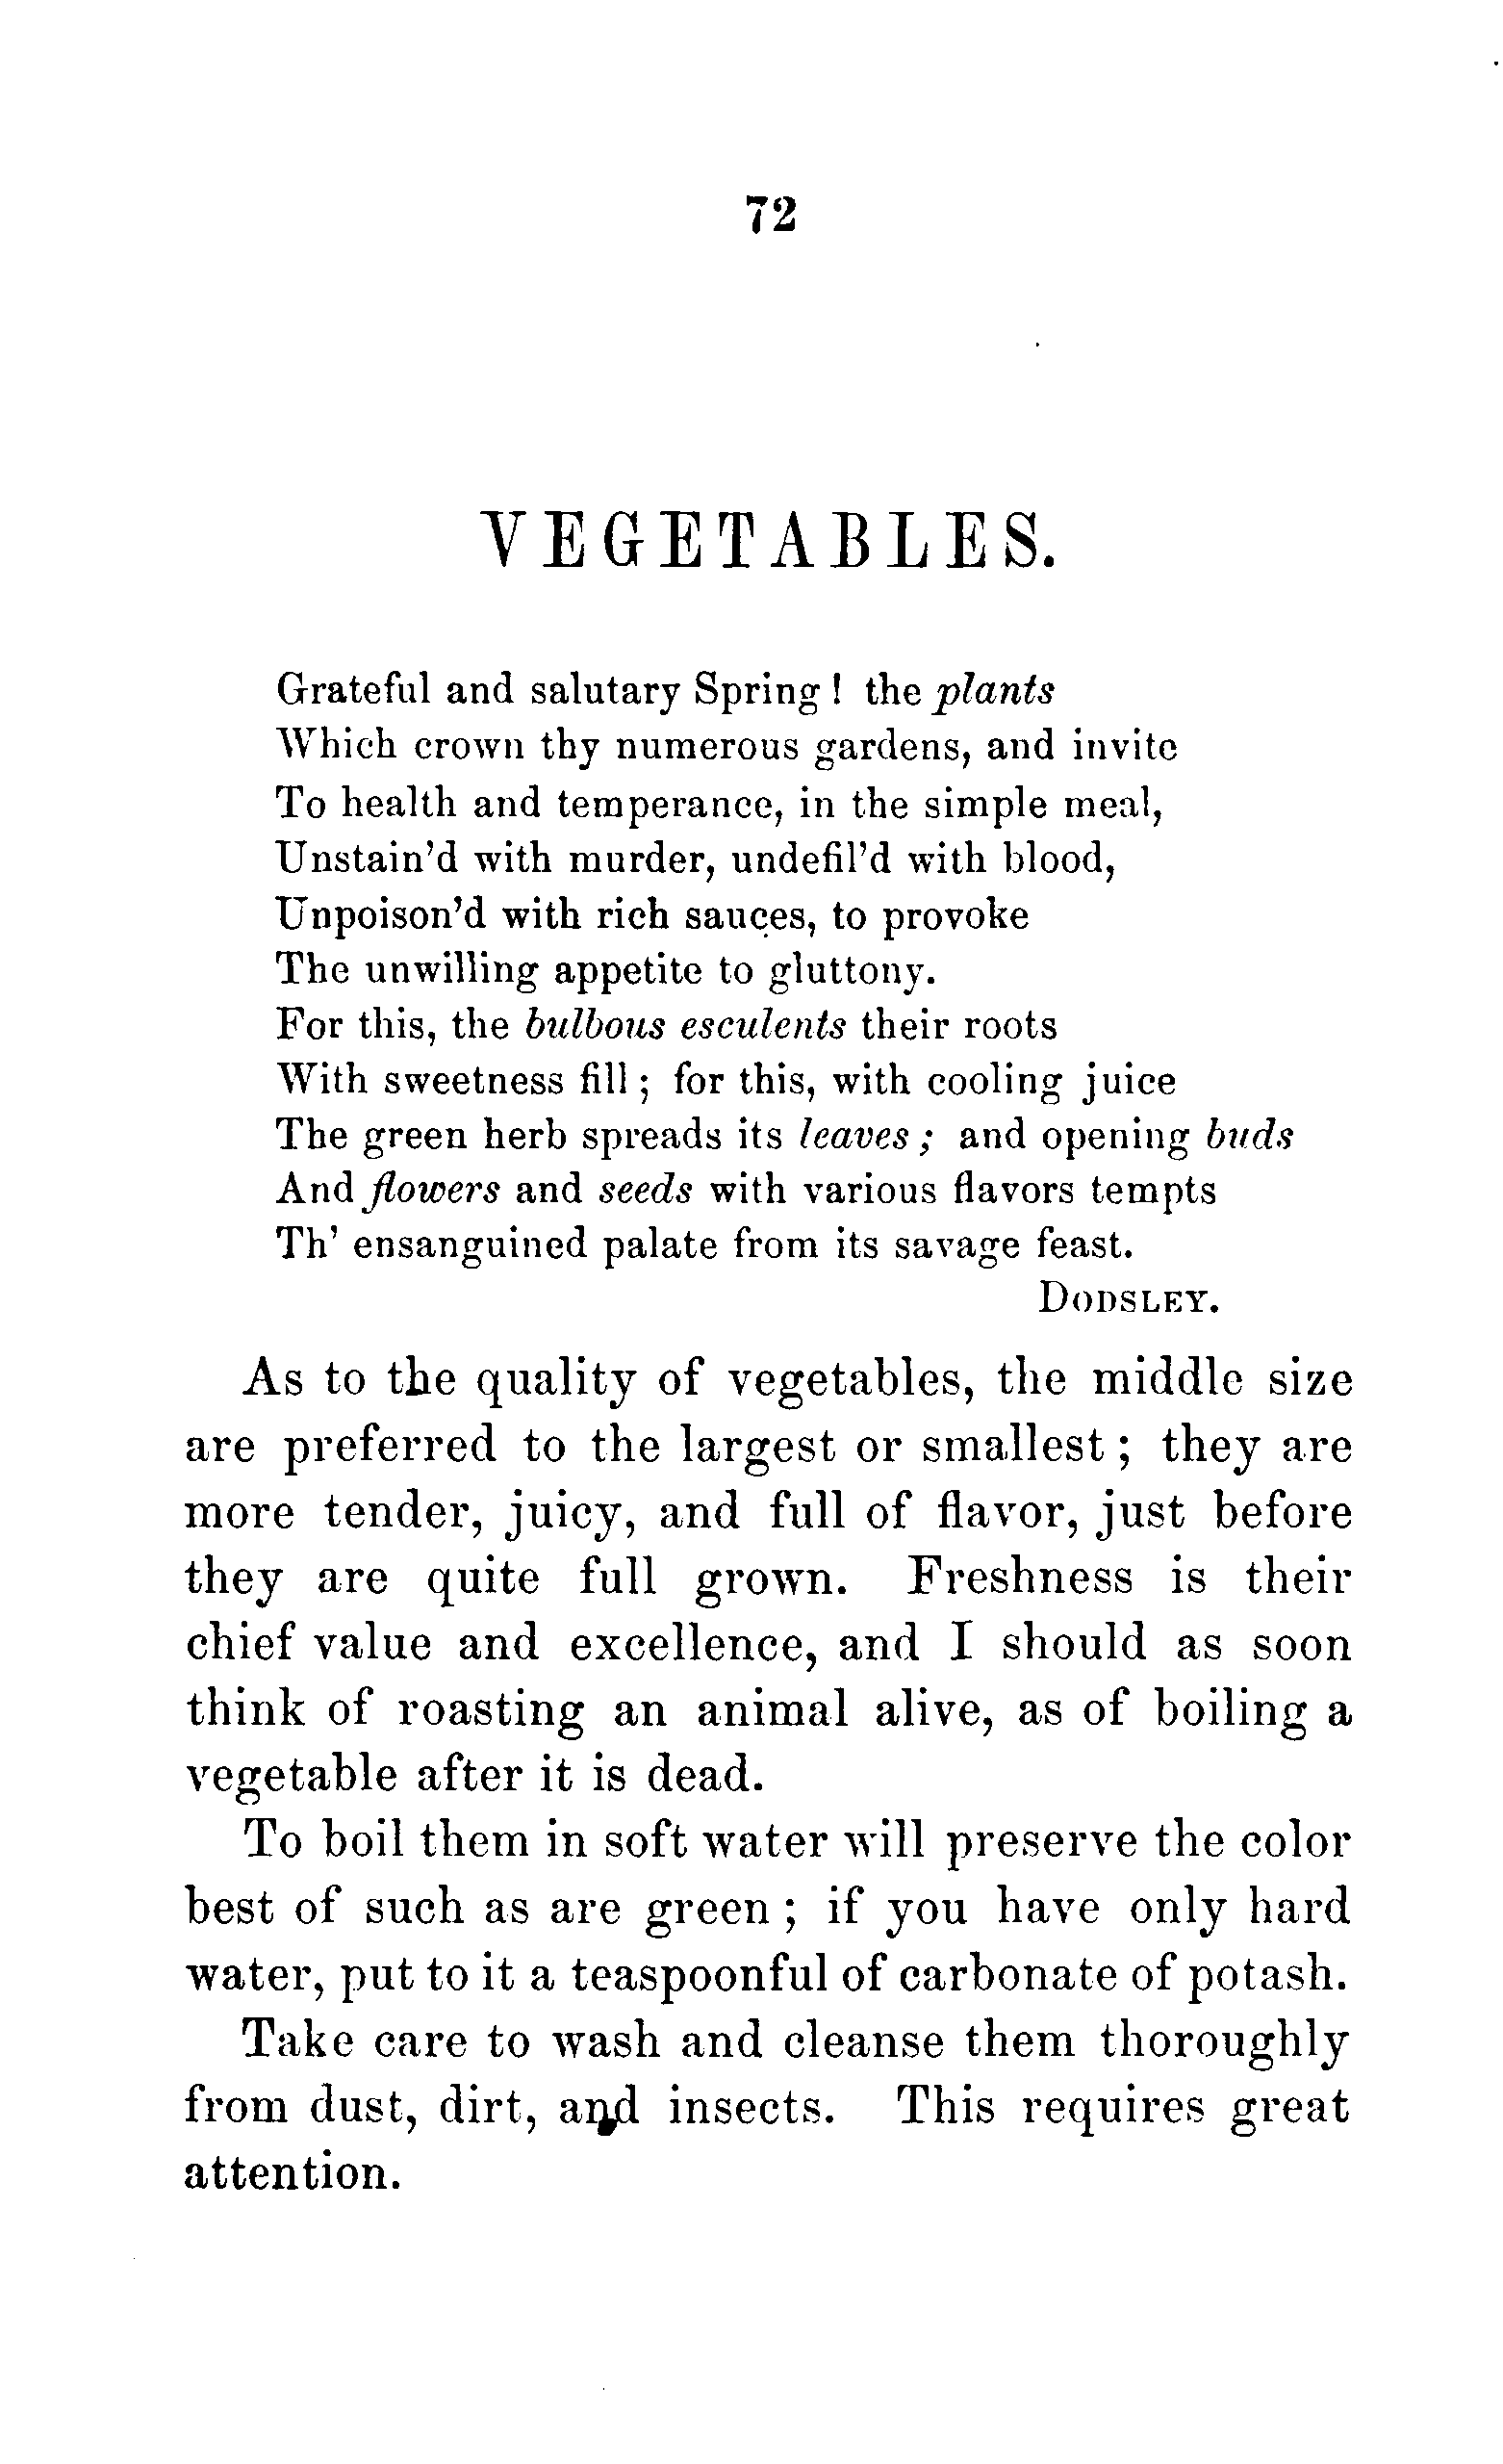 72
VEGETABLES.
Grateful and salutary Spring! the plants
Which crown thy numerous gardens, and invite
To health and temperance, in the simple meal,
Unstain'd with murder, undefil'd with blood,
Unpoison'd with rich sauces, to provoke
The unwilling appetite to gluttony.
For this, the bulbous esculents their roots
With sweetness fill; for this, with cooling juice
The green herb spreads its leaves; and opening buds
And flowers and seeds with various flavors tempts
Th' ensanguined palate from its savage feast.
DODSLEY.
As to the quality of vegetables, the middle size
are preferred to the largest or smallest; they are
more tender, juicy, and full of flavor, just before
they are quite full grown. Freshness is their
chief value and excellence, and I should as soon
think of roasting an animal alive, as of boiling a
vegetable after it is dead.
To boil them in soft water will preserve the color
best of such as are green; if you have only hard
water, put to it a teaspoonful of carbonate of potash.
Take care to wash and cleanse them thoroughly
from dust, dirt, and insects. This requires great
attention.